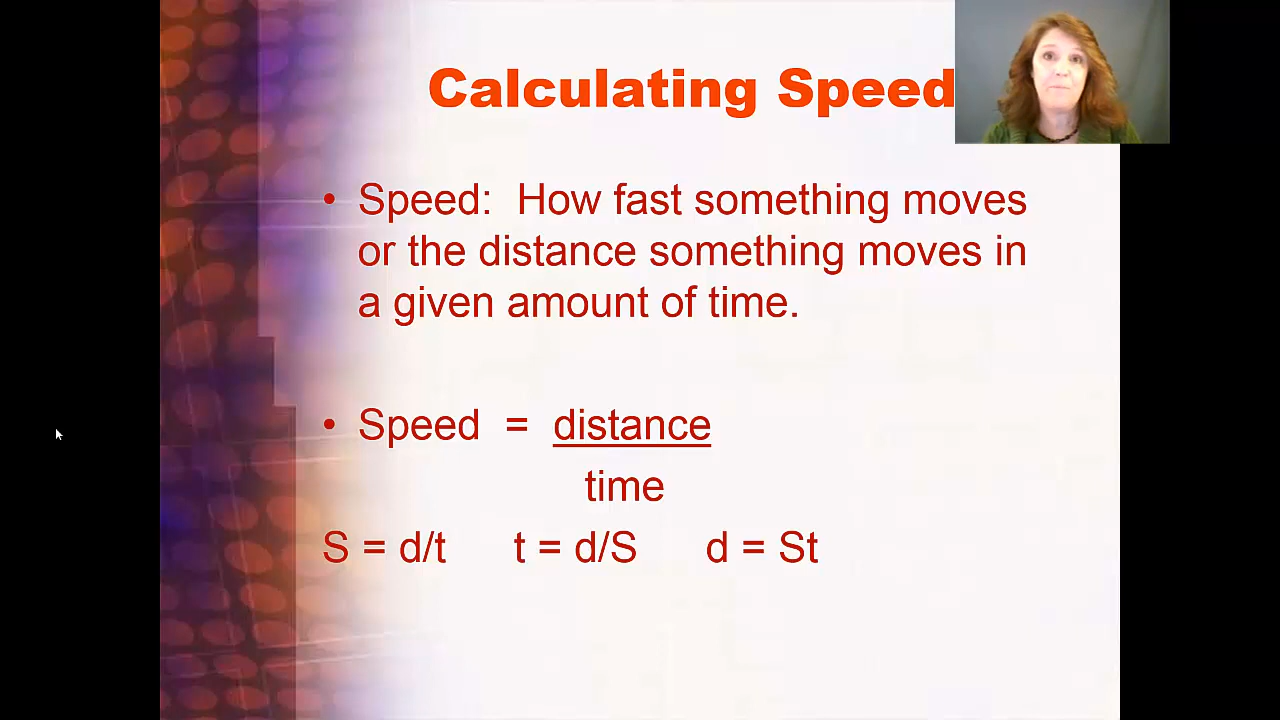 Calculating Speed
• Speed: How fast something moves
or the distance something moves in
a given amount of time.
• Speed = distance
time
S = d/t t = d/S d = St